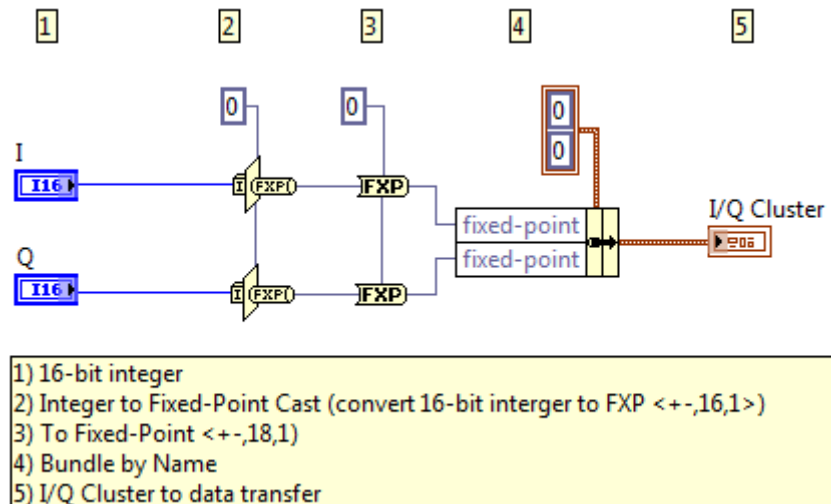 1 2 3 4 5
0 0 0
0
I
I16 I FXP() FXP
fixed-point
I/Q Cluster
fixed-point
Q
I16 I FXP() FXP
1) 16-bit integer
2) Integer to Fixed-Point Cast (convert 16-bit interger to FXP <+-,16,1>)
3) To Fixed-Point <+-,18,1)
4) Bundle by Name
5) I/Q Cluster to data transfer